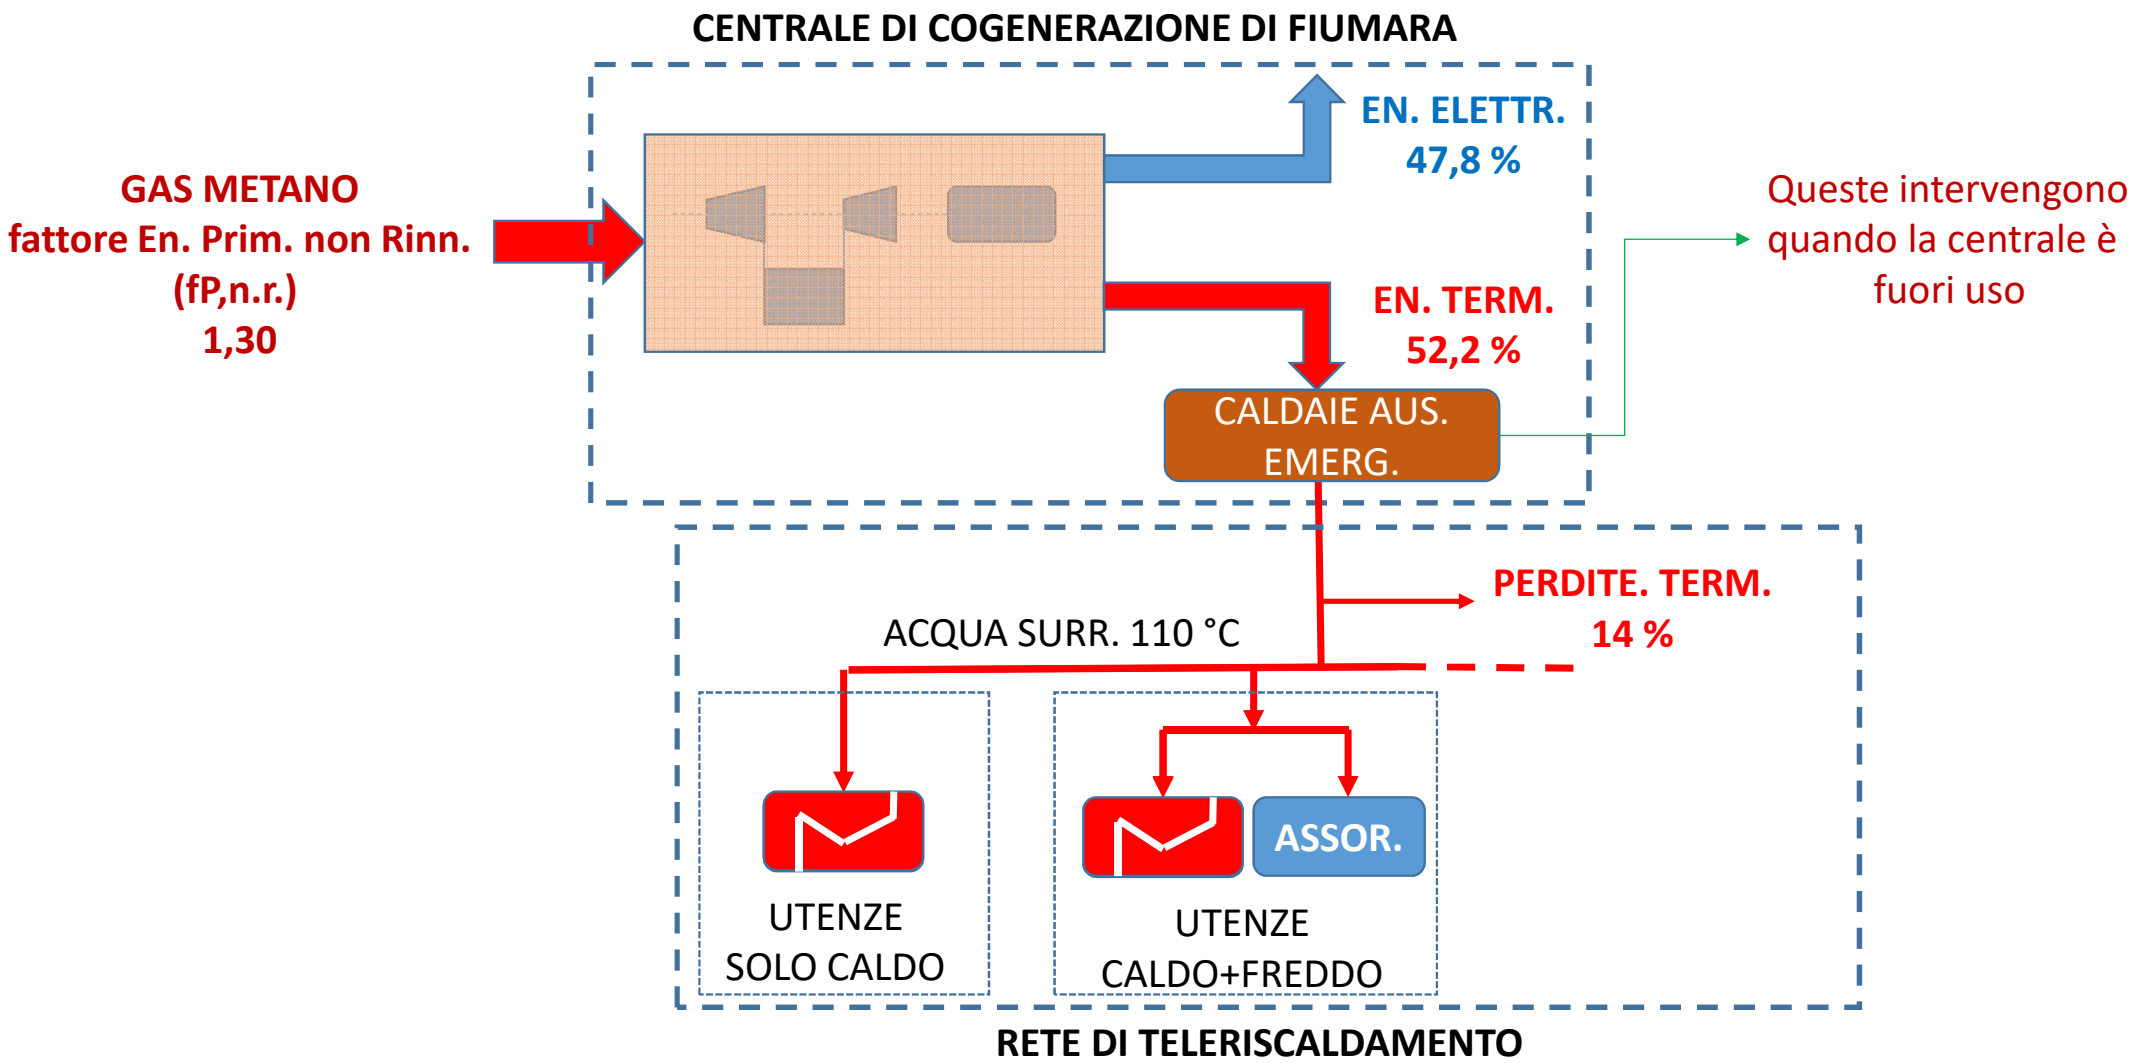 CENTRALE DI COGENERAZIONE DI FIUMARA
EN. ELETTR.
47,8 %
GAS METANO
fattore En. Prim. non Rinn.
(fP,n.r.)
1,30
Queste intervengono
quando la centrale è
fuori uso
EN. TERM.
52,2 %
CALDAIE AUS.
EMERG.
PERDITE. TERM.
14 %
ACQUA SURR. 110 °C
ASSOR.
UTENZE
SOLO CALDO
UTENZE
CALDO+FREDDO
RETE DI TELERISCALDAMENTO